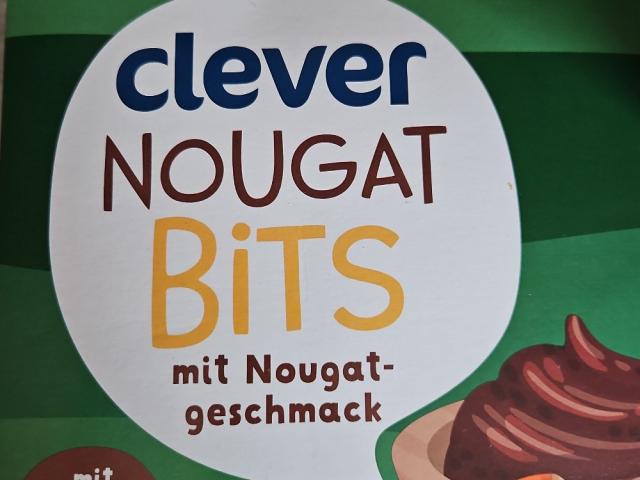 clever
NOUGAT
BiTS
mit Nougat-
geschmack
mit